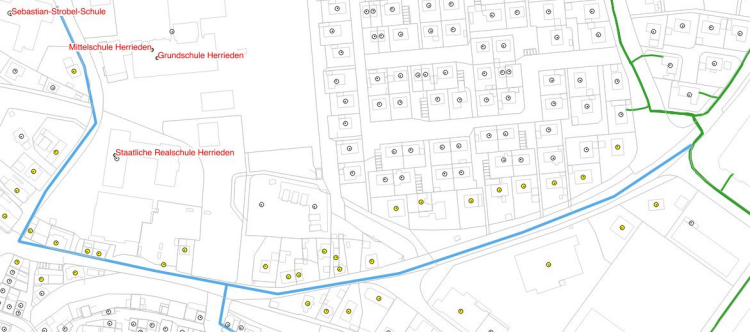 Sebastian-Strobel-Schule
Mittelschule Herrieden
Grundschule Herrieden
Staatliche Realschule Herrieden